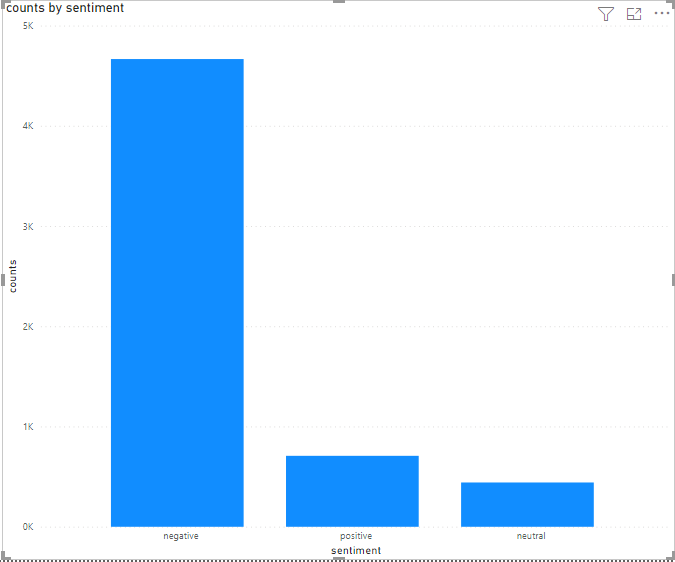 counts by sentiment
5K
4K
3K
2K
1K
0K
counts
negative
positive
neutral
sentiment